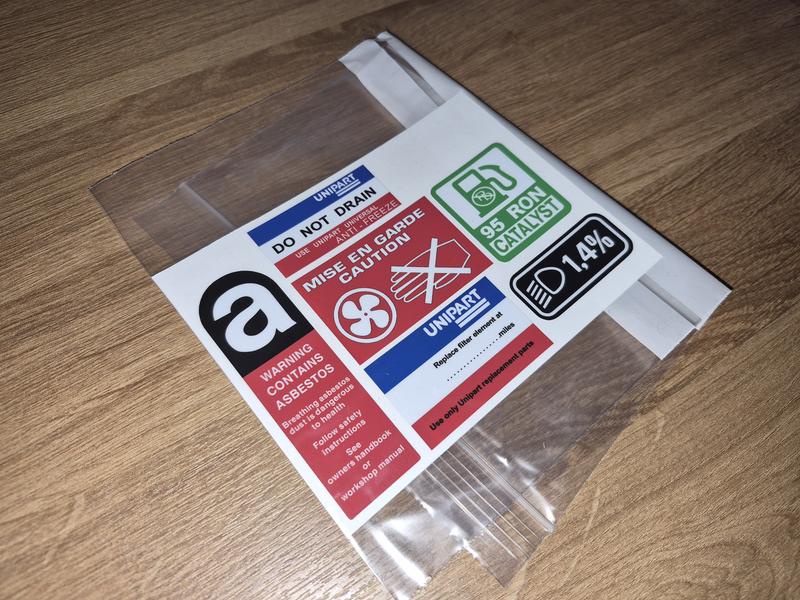 UNIPART
DO NOT DRAIN
USE UNIPART UNIVERSAL
ANTI-FREEZE
MISE EN GARDE
CAUTION
UNIPART
Replace filter element at
....................miles
Use only Unipart replacement parts
95 RON
CATALYST
1,4%
a
WARNING
CONTAINS
ASBESTOS
Breathing asbestos
dust is dangerous
to health
Follow safety
instructions
See
owners handbook
or
workshop manual